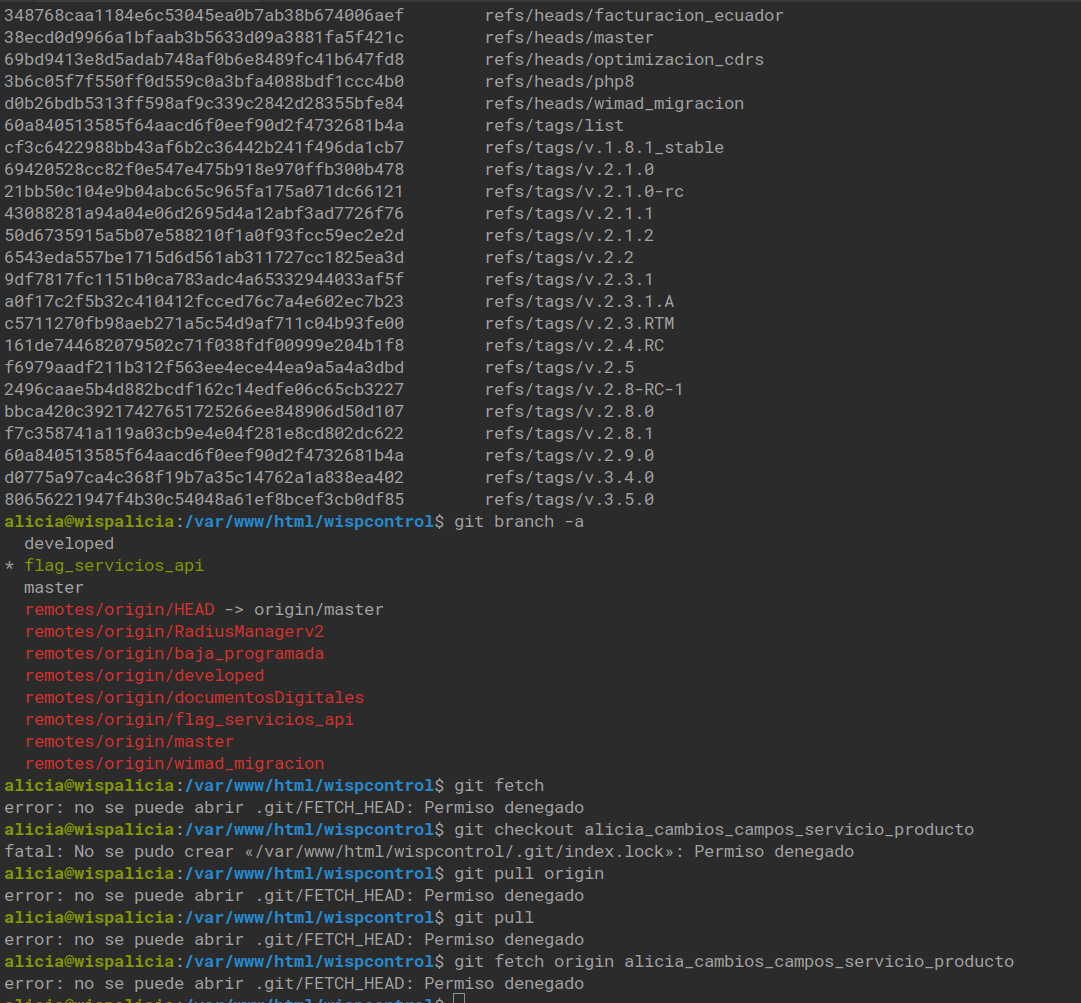 348768caa1184e6c53045ea0b7ab38b674006aef refs/heads/facturacion_ecuador
38ecd0d9966a1bfaab3b5633d09a3881fa5f421c refs/heads/master
69bd9413e8d5adab748af0b6e8489fc41b647fd8 refs/heads/optimizacion_cdrs
3b6c05f7f550ff0d559c0a3bfa4088bdf1ccc4b0 refs/heads/php8
d0b26bdb5313ff598af9c339c2842d28355bfe84 refs/heads/wimad_migracion
60a840513585f64aacd6f0eef90d2f4732681b4a refs/tags/list
cf3c6422988bb43af6b2c36442b241f496da1cb7 refs/tags/v.1.8.1_stable
69420528cc82f0e547e475b918e970ffb300b478 refs/tags/v.2.1.0
21bb50c104e9b04abc65c965fa175a071dc66121 refs/tags/v.2.1.0-rc
43088281a94a04e06d2695d4a12abf3ad7726f76 refs/tags/v.2.1.1
50d6735915a5b07e588210f1a0f93fcc59ec2e2d refs/tags/v.2.1.2
6543eda557be1715d6d561ab311727cc1825ea3d refs/tags/v.2.2
9df7817fc1151b0ca783adc4a65332944033af5f refs/tags/v.2.3.1
a0f17c2f5b32c410412fcced76c7a4e602ec7b23 refs/tags/v.2.3.1.A
c5711270fb98aeb271a5c54d9af711c04b93fe00 refs/tags/v.2.3.RTM
161de744682079502c71f038fdf00999e204b1f8 refs/tags/v.2.4.RC
f6979aadf211b312f563ee4ece44ea9a5a4a3dbd refs/tags/v.2.5
2496caae5b4d882bcdf162c14edfe06c65cb3227 refs/tags/v.2.8-RC-1
bbca420c39217427651725266ee848906d50d107 refs/tags/v.2.8.0
f7c358741a119a03cb9e4e04f281e8cd802dc622 refs/tags/v.2.8.1
60a840513585f64aacd6f0eef90d2f4732681b4a refs/tags/v.2.9.0
d0775a97ca4c368f19b7a35c14762a1a838ea402 refs/tags/v.3.4.0
80656221947f4b30c54048a61ef8bcef3cb0df85 refs/tags/v.3.5.0
alicia@wispalicia:/var/www/html/wispcontrol$ git branch -a
developed
* flag_servicios_api
master
remotes/origin/HEAD -> origin/master
remotes/origin/RadiusManagerv2
remotes/origin/baja_programada
remotes/origin/developed
remotes/origin/documentosDigitales
remotes/origin/flag_servicios_api
remotes/origin/master
remotes/origin/wimad_migracion
alicia@wispalicia:/var/www/html/wispcontrol$ git fetch
error: no se puede abrir .git/FETCH_HEAD: Permiso denegado
alicia@wispalicia:/var/www/html/wispcontrol$ git checkout alicia_cambios_campos_servicio_producto
fatal: No se pudo crear «/var/www/html/wispcontrol/.git/index.lock»: Permiso denegado
alicia@wispalicia:/var/www/html/wispcontrol$ git pull origin
error: no se puede abrir .git/FETCH_HEAD: Permiso denegado
alicia@wispalicia:/var/www/html/wispcontrol$ git pull
error: no se puede abrir .git/FETCH_HEAD: Permiso denegado
alicia@wispalicia:/var/www/html/wispcontrol$ git fetch origin alicia_cambios_campos_servicio_producto
error: no se puede abrir .git/FETCH_HEAD: Permiso denegado